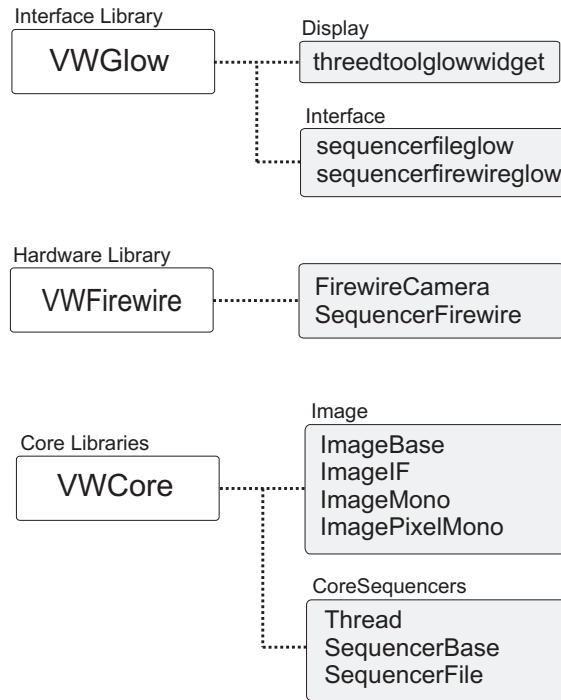 Interface Library
VWGlow
Display
threedtoolglowwidget
Interface
sequencerfileglow
sequencerfirewireglow
Hardware Library
VWFirewire
FirewireCamera
SequencerFirewire
Core Libraries
VWCore
Image
ImageBase
ImageIF
ImageMono
ImagePixelMono
CoreSequencers
Thread
SequencerBase
SequencerFile